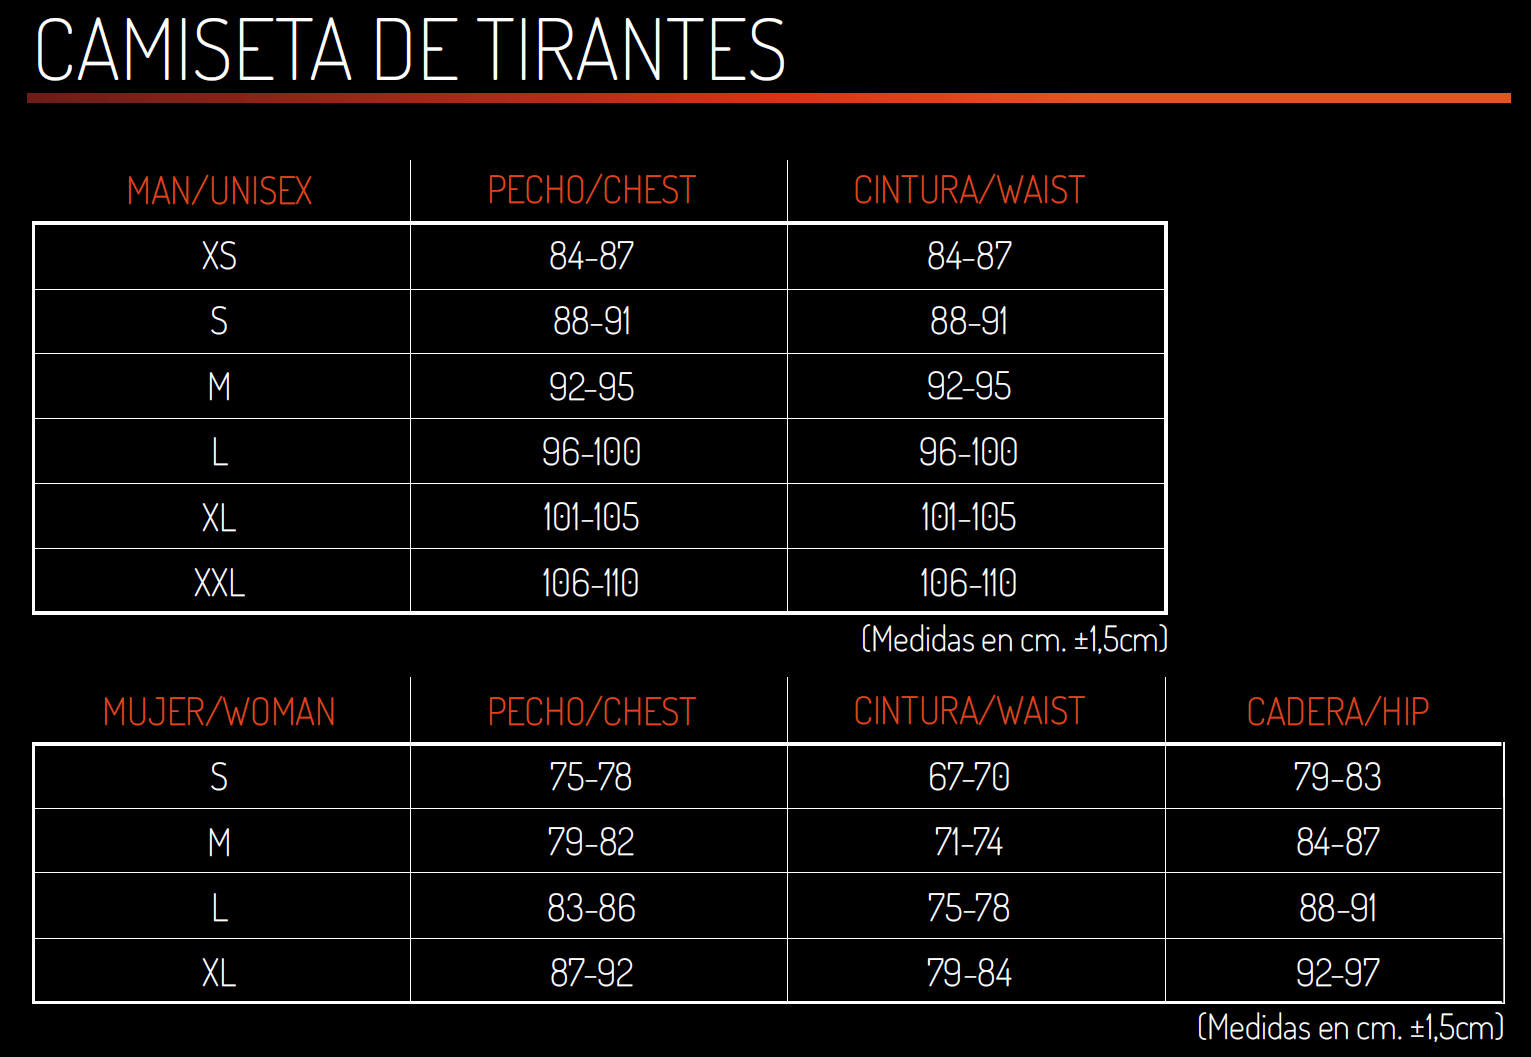 CAMISETA DE TIRANTES
MAN/UNISEX PECHO/CHEST CINTURA/WAIST
XS 84-87 84-87
S 88-91 88-91
M 92-95 92-95
L 96-100 96-100
XL 101-105 101-105
XXL 106-110 106-110
(Medidas en cm. ±1,5cm)
MUJER/WOMAN PECHO/CHEST CINTURA/WAIST CADERA/HIP
S 75-78 67-70 79-83
M 79-82 71-74 84-87
L 83-86 75-78 88-91
XL 87-92 79-84 92-97
(Medidas en cm. ±1,5cm)